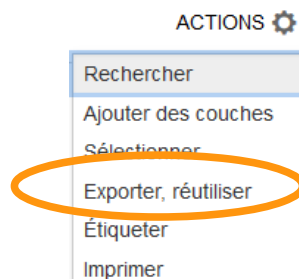 ACTIONS
Rechercher
Ajouter des couches
Sélectionner
Exporter, réutiliser
Étiqueter
Imprimer